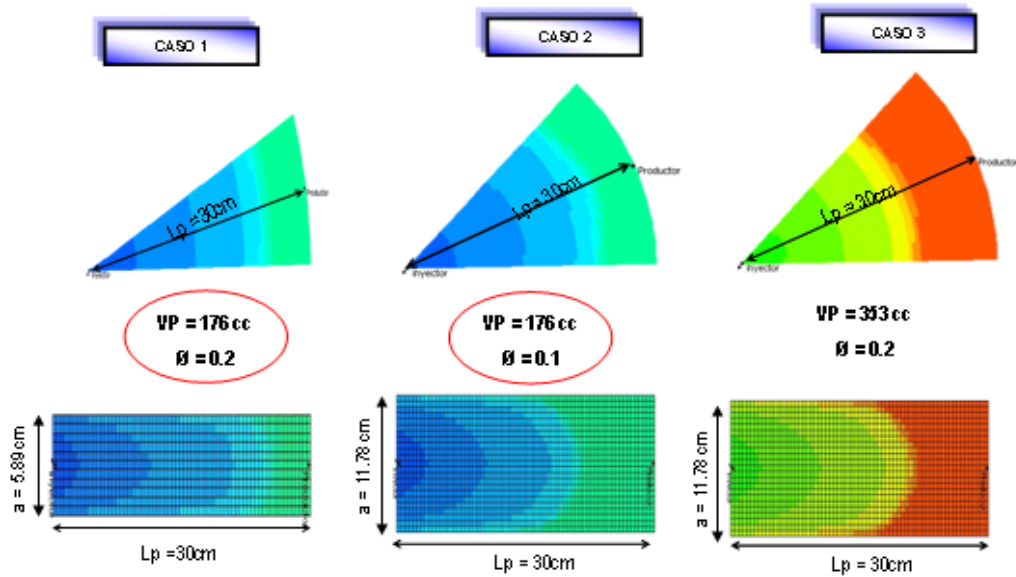 CASO 1
CASO 2
CASO 3
Lp =30cm
Productor
Lp =30cm
Inyector
Productor
Lp =30cm
Inyector
VP =176 cc
Ø =0.2
VP =176 cc
Ø =0.1
VP =353 cc
Ø =0.2
a = 5.89 cm
Lp =30cm
a = 11.78 cm
Lp =30cm
a = 11.78 cm
Lp =30cm